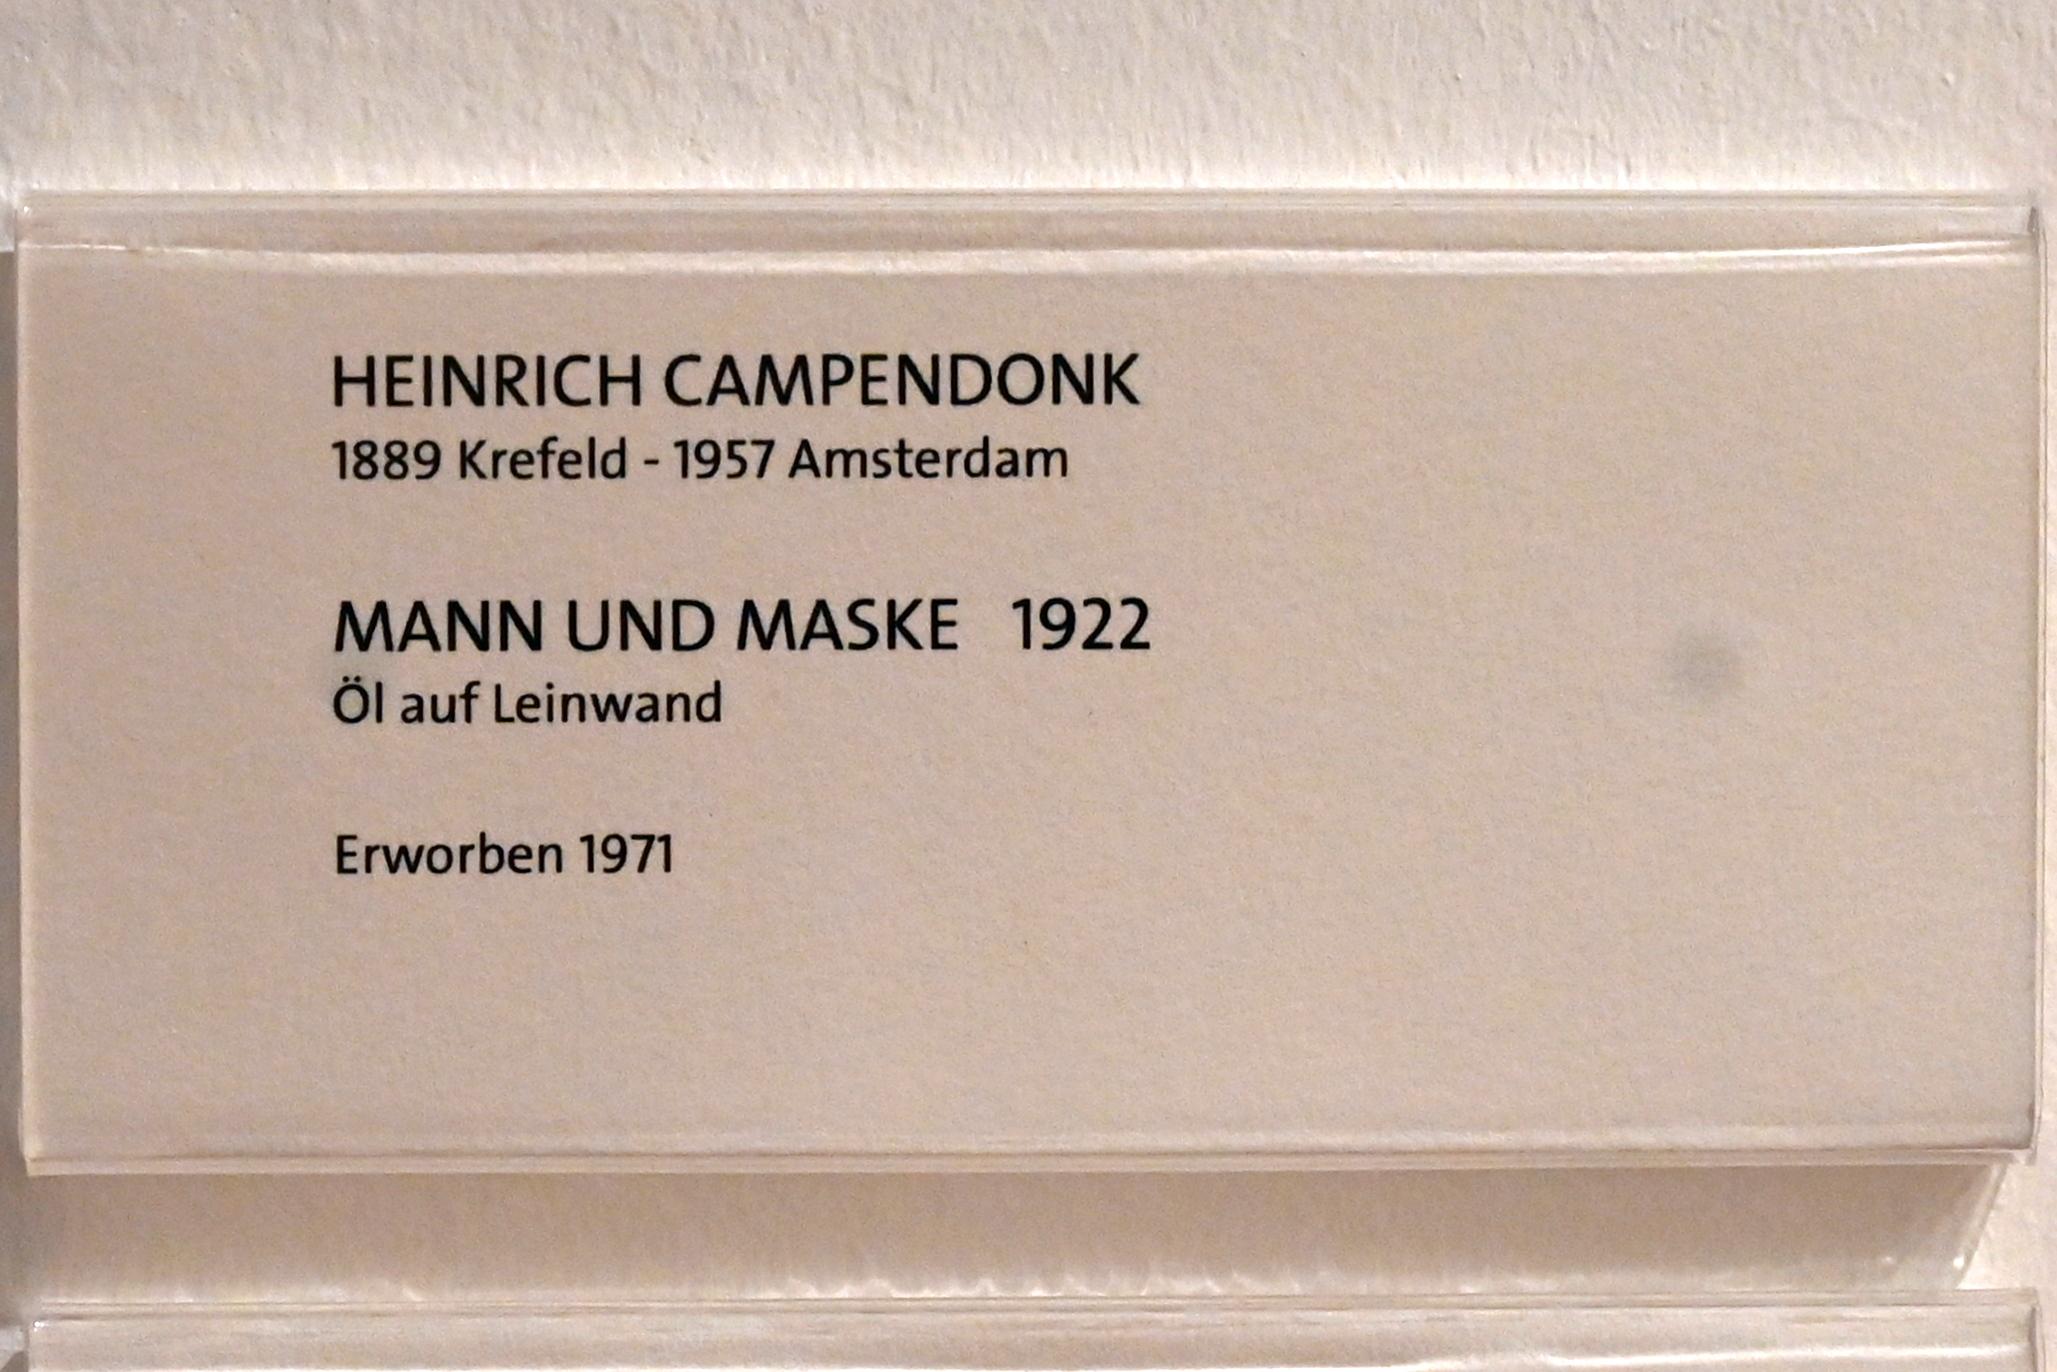 HEINRICH CAMPENDONK
1889 Krefeld - 1957 Amsterdam
MANN UND MASKE 1922
Öl auf Leinwand
Erworben 1971